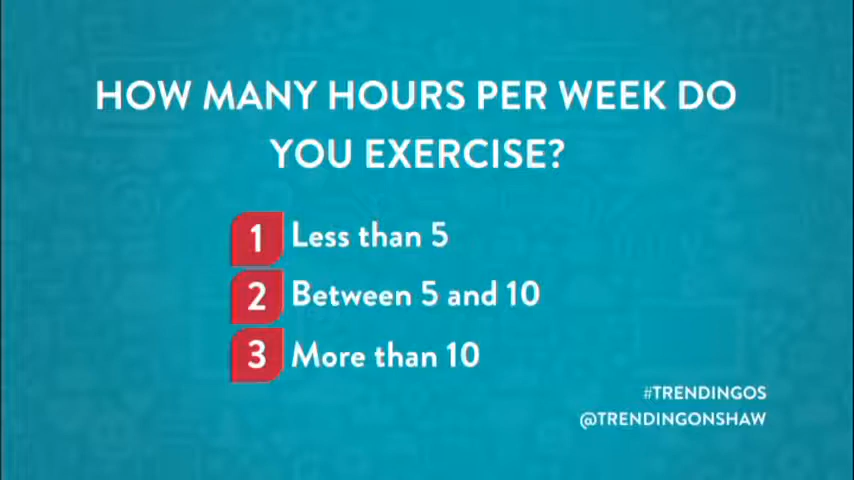 HOW MANY HOURS PER WEEK DO
YOU EXERCISE?
1 Less than 5
2 Between 5 and 10
3 More than 10
#TRENDINGOS
@TRENDINGONSHAW